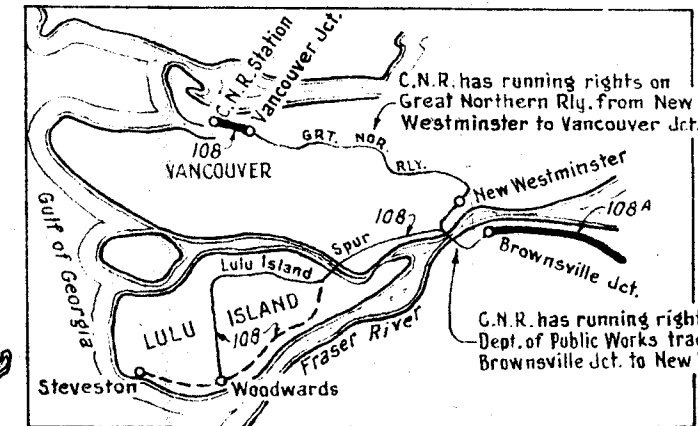 C.N.R. Station
Vancouver Jct.
C.N.R. has running rights on
Great Northern Rly. from New
Westminster to Vancouver Jct.
108
VANCOUVER
GRT. NOR.
RLY.
New Westminster
108
108A
Spur
Brownsville Jct.
Gulf of Georgia
Lulu Island
LULU
ISLAND
108
Fraser River
C.N.R. has running right
Dept. of Public Works trac
Brownsville Jct. to New
Steveston
Woodwards